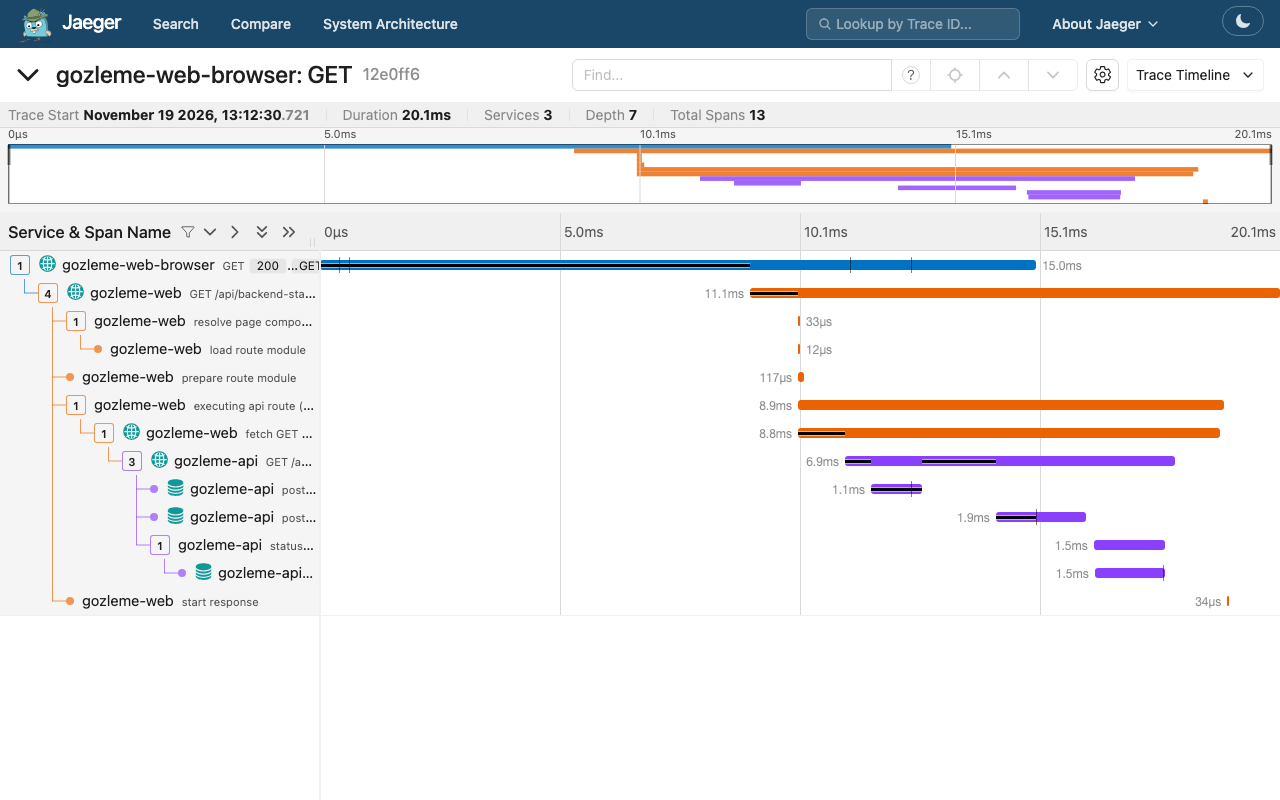 Jaeger Search Compare System Architecture Lookup by Trace ID... About Jaeger
gozleme-web-browser: GET 12e0ff6 Find... ? Trace Timeline
Trace Start November 19 2026, 13:12:30.721 Duration 20.1ms Services 3 Depth 7 Total Spans 13
0μs 5.0ms 10.1ms 15.1ms 20.1ms
Service & Span Name 0μs 5.0ms 10.1ms 15.1ms 20.1ms
1 gozleme-web-browser GET 200 ...GET 15.0ms
4 gozleme-web GET /api/backend-sta... 11.1ms
1 gozleme-web resolve page compo... 33μs
gozleme-web load route module 12μs
gozleme-web prepare route module 117μs
1 gozleme-web executing api route (... 8.9ms
1 gozleme-web fetch GET ... 8.8ms
3 gozleme-api GET /a... 6.9ms
gozleme-api post... 1.1ms
gozleme-api post... 1.9ms
1 gozleme-api status... 1.5ms
gozleme-api... 1.5ms
gozleme-web start response 34μs